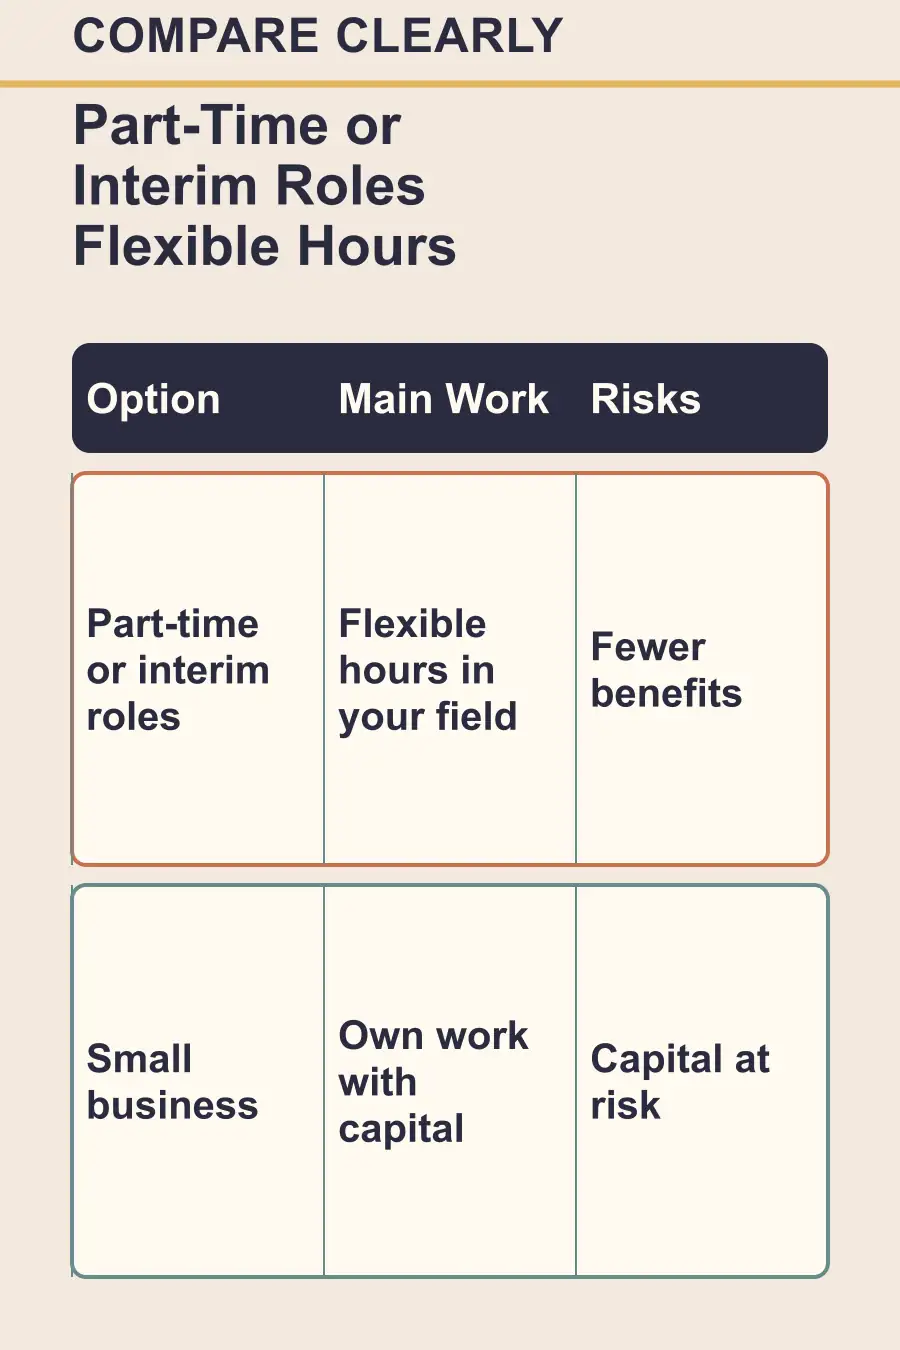 COMPARE CLEARLY
Part-Time or
Interim Roles
Flexible Hours
Option
Main Work
Risks
Part-time
or interim
roles
Flexible
hours in
your field
Fewer
benefits
Small
business
Own work
with
capital
Capital at
risk